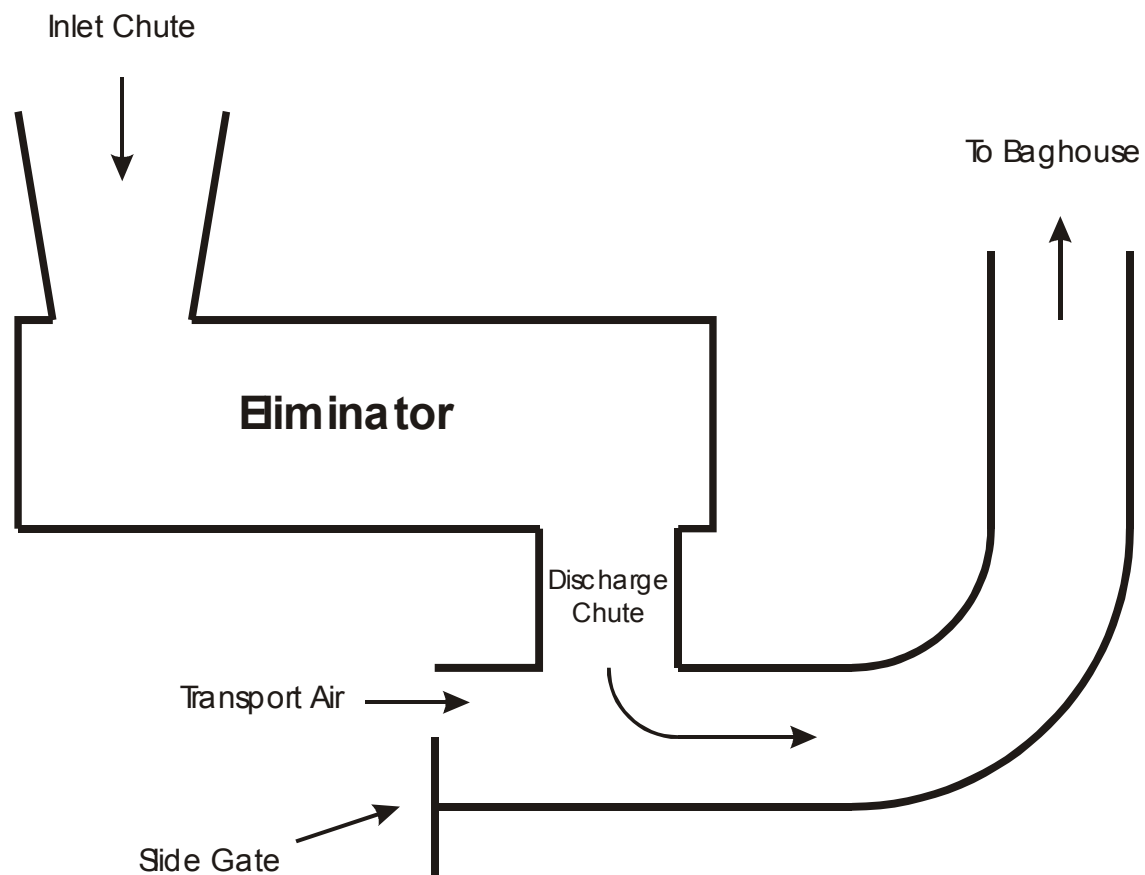 Inlet Chute
To Baghouse
Eliminator
Discharge
Chute
Transport Air
Slide Gate